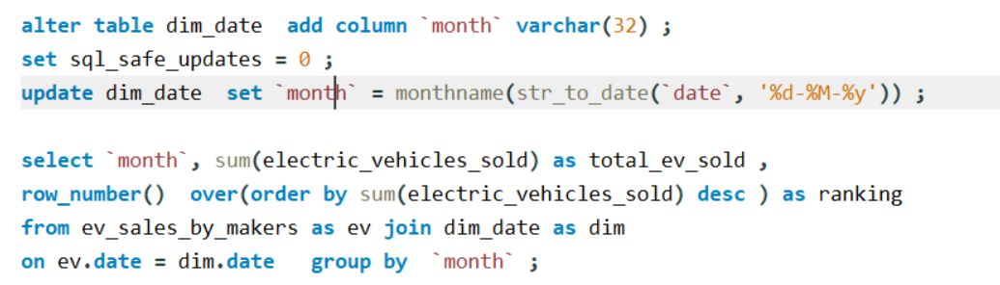 alter table dim_date  add column `month` varchar(32) ;
set sql_safe_updates = 0 ;
update dim_date  set `month` = monthname(str_to_date(`date`, '%d-%M-%y')) ;
select `month`, sum(electric_vehicles_sold) as total_ev_sold ,
row_number()  over(order by sum(electric_vehicles_sold) desc ) as ranking
from ev_sales_by_makers as ev join dim_date as dim
on ev.date = dim.date   group by  `month` ;